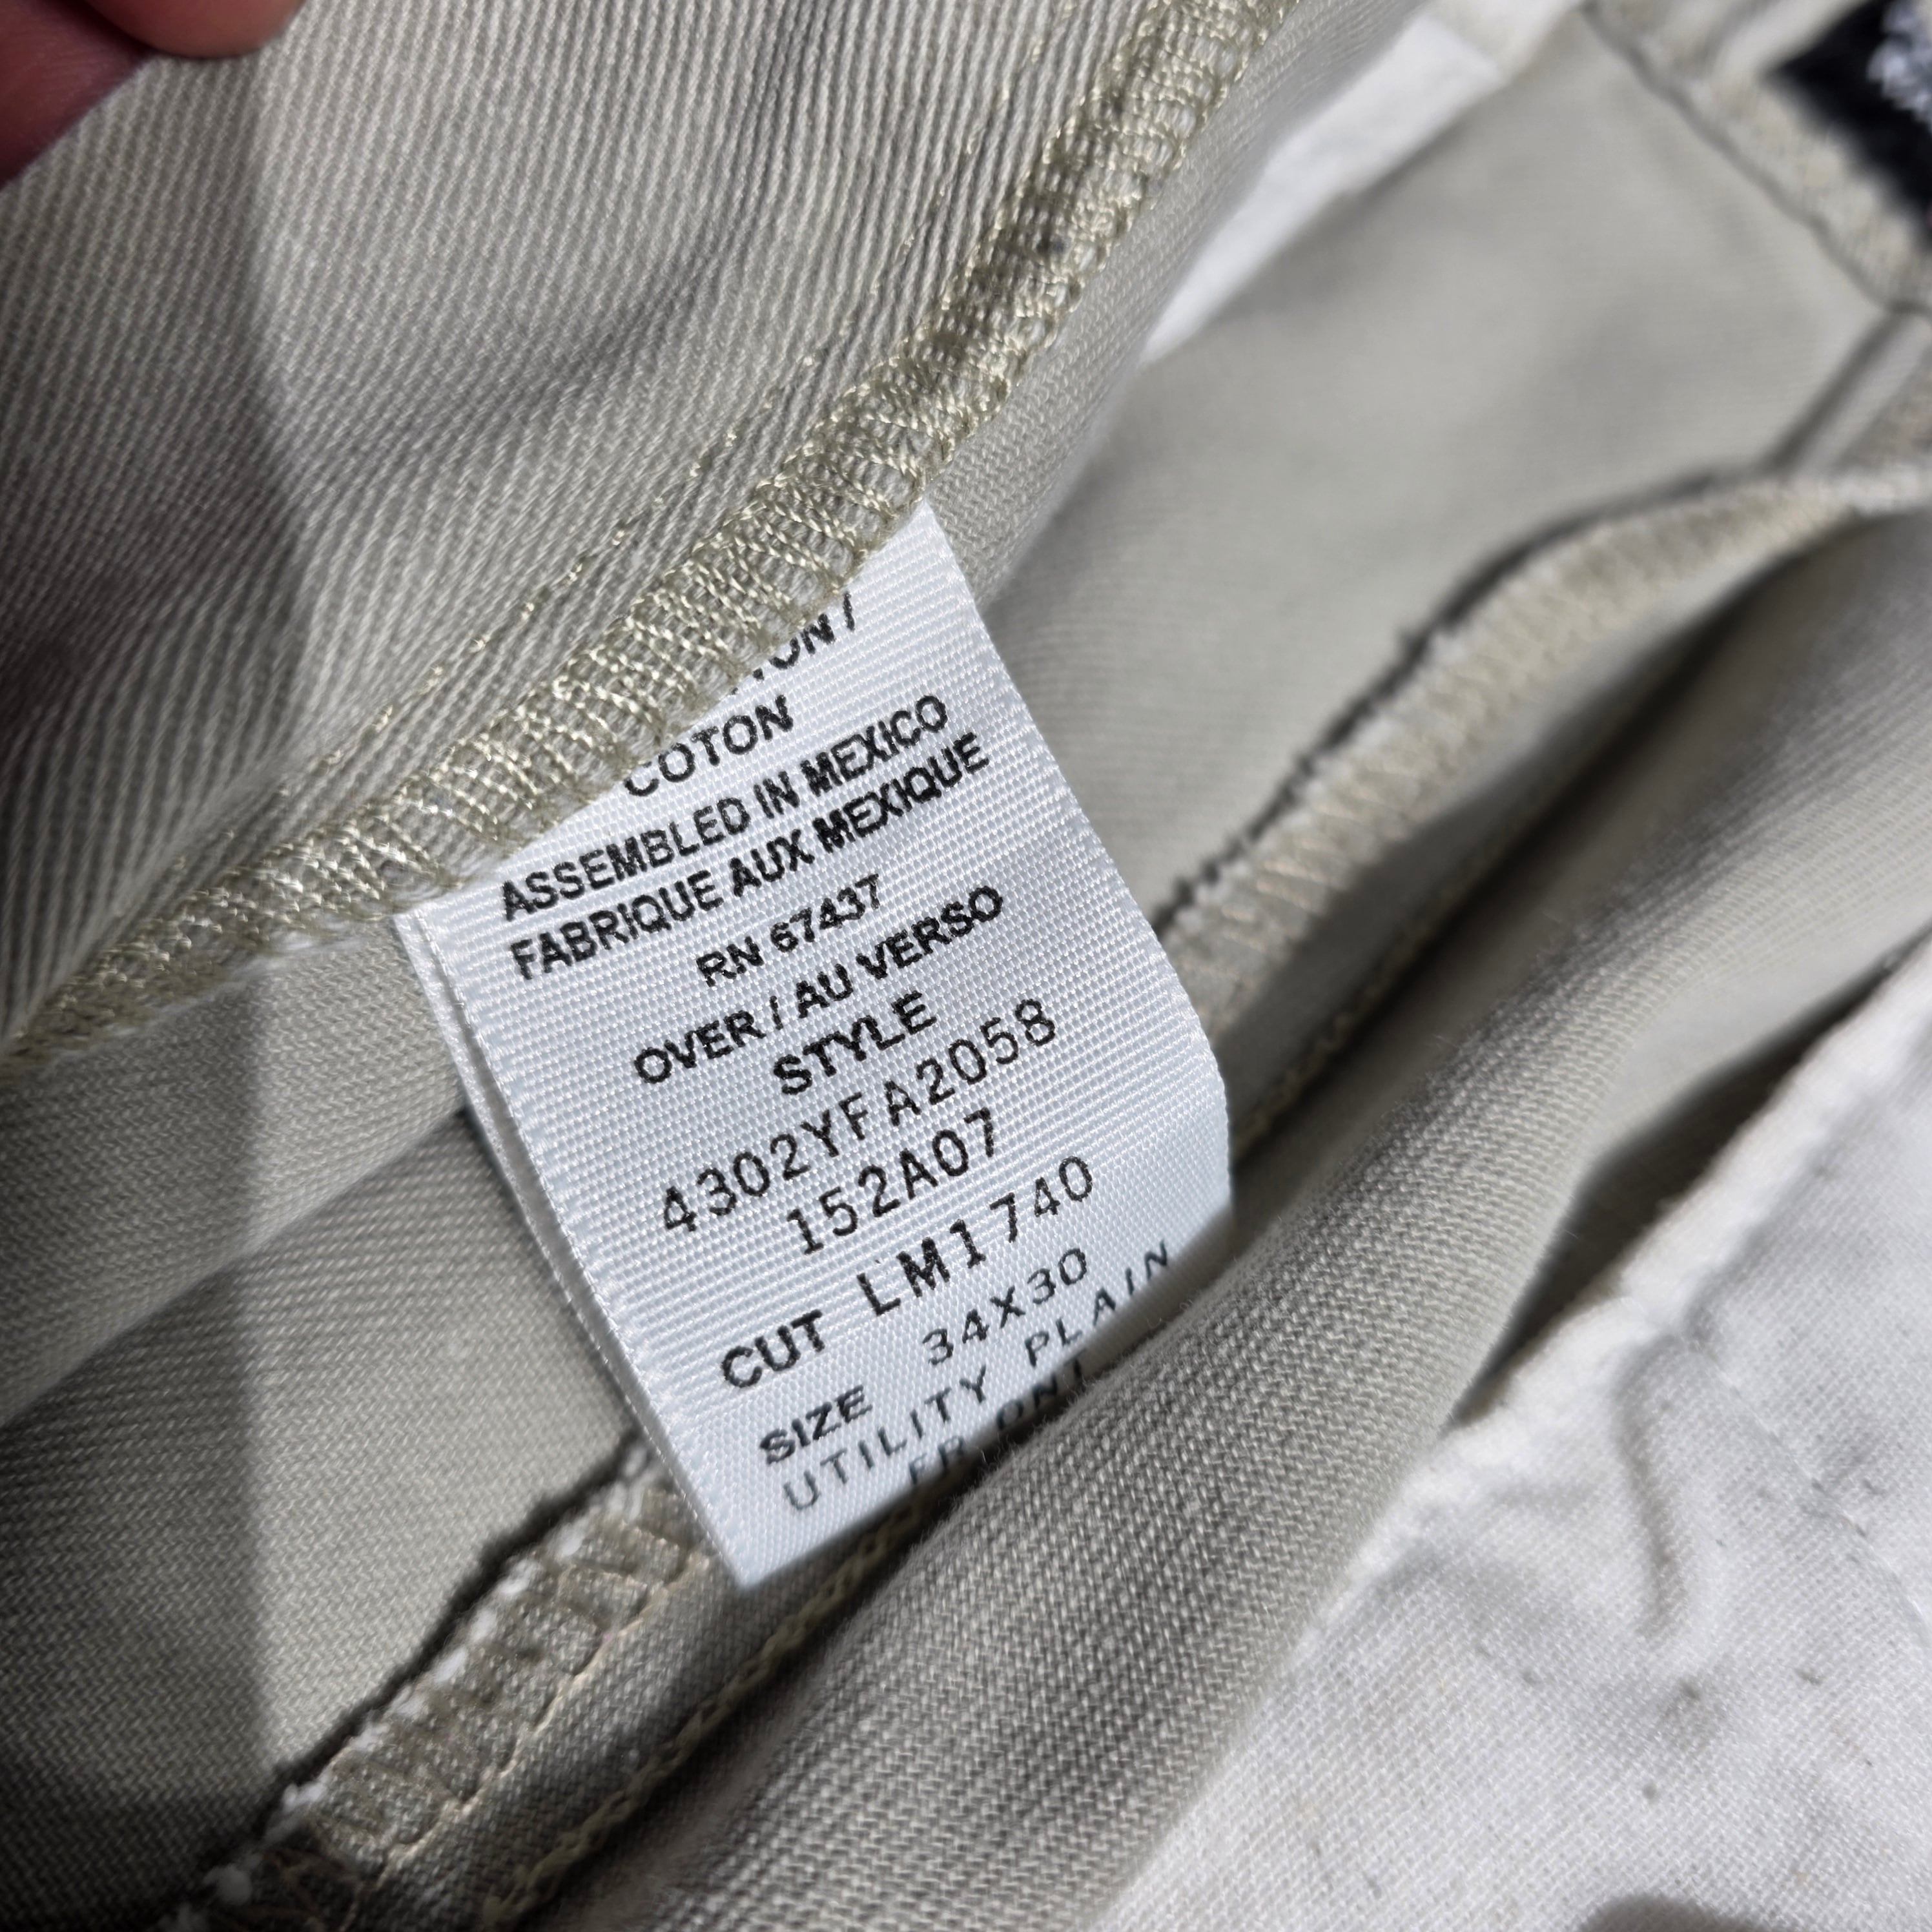 COTON
ASSEMBLED IN MEXICO
FABRIQUE AUX MEXIQUE
RN 67437
OVER / AU VERSO
STYLE
4302YFA2058
152A07
CUT LM1740
SIZE 34X30
UTILITY PLAIN